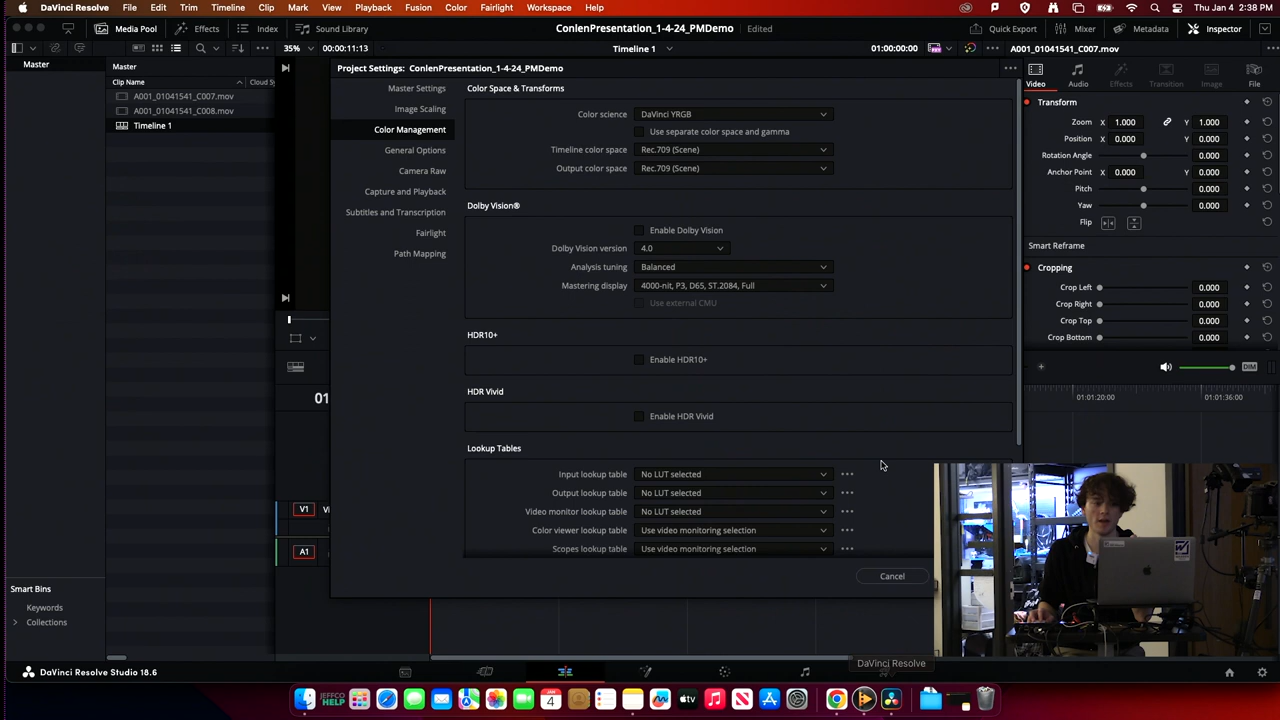 DaVinci Resolve File Edit Trim Timeline Clip Mark View Playback Fusion Color Fairlight Workspace Help Thu Jan 4 2:38 PM
Media Pool Effects Index Sound Library ConlenPresentation_1-4-24_PMDemo Edited Quick Export Mixer Metadata Inspector
35% 00:00:11:13 Timeline 1 01:00:00:00 A001_01041541_C007.mov
Master Master
Clip Name Cloud Sy
A001_01041541_C007.mov
A001_01041541_C008.mov
Timeline 1
Project Settings: ConlenPresentation_1-4-24_PMDemo
Master Settings
Image Scaling
Color Management
General Options
Camera Raw
Capture and Playback
Subtitles and Transcription
Fairlight
Path Mapping
Color Space & Transforms
Color science DaVinci YRGB
Use separate color space and gamma
Timeline color space Rec.709 (Scene)
Output color space Rec.709 (Scene)
Dolby Vision®
Enable Dolby Vision
Dolby Vision version 4.0
Analysis tuning Balanced
Mastering display 4000-nit, P3, D65, ST.2084, Full
Use external CMU
HDR10+
Enable HDR10+
HDR Vivid
Enable HDR Vivid
Lookup Tables
Input lookup table No LUT selected
Output lookup table No LUT selected
Video monitor lookup table No LUT selected
Color viewer lookup table Use video monitoring selection
Scopes lookup table Use video monitoring selection
Cancel
Video Audio Effects Transition Image File
Transform
Zoom X 1.000 Y 1.000
Position X 0.000 Y 0.000
Rotation Angle 0.000
Anchor Point X 0.000 Y 0.000
Pitch 0.000
Yaw 0.000
Flip
Smart Reframe
Cropping
Crop Left 0.000
Crop Right 0.000
Crop Top 0.000
Crop Bottom 0.000
DIM
01:01:20:00 01:01:36:00
01
V1 Vi
A1
Smart Bins
Keywords
Collections
DaVinci Resolve
DaVinci Resolve Studio 18.6
JEFFCO
HELP
JAN
4
tv